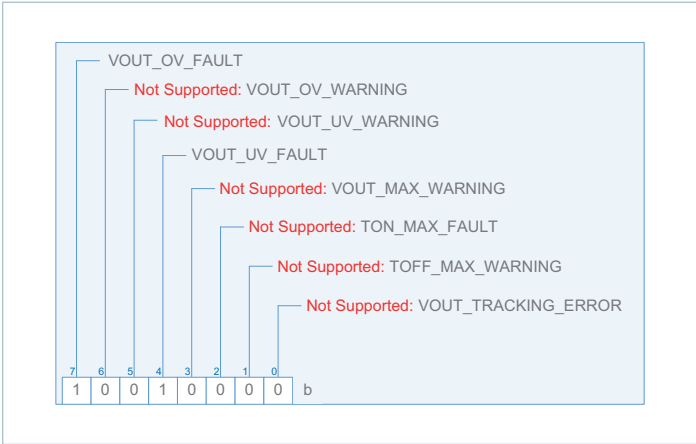 VOUT_OV_FAULT
Not Supported: VOUT_OV_WARNING
Not Supported: VOUT_UV_WARNING
VOUT_UV_FAULT
Not Supported: VOUT_MAX_WARNING
Not Supported: TON_MAX_FAULT
Not Supported: TOFF_MAX_WARNING
Not Supported: VOUT_TRACKING_ERROR
7 6 5 4 3 2 1 0
1 0 0 1 0 0 0 0 b